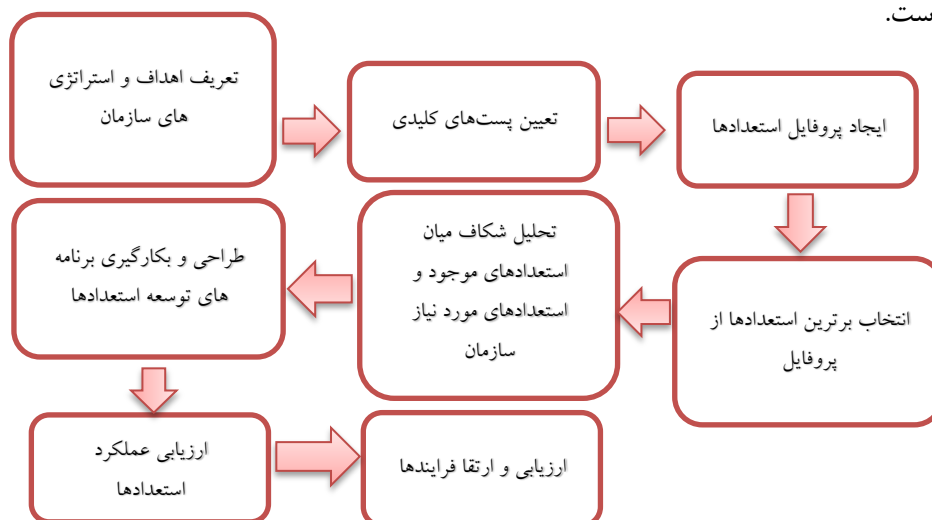 ست.
تعریف اهداف و استراتژی
های سازمان
تعیین پست‌های کلیدی
ایجاد پروفایل استعدادها
انتخاب برترین استعدادها از
پروفایل
تحلیل شکاف میان
استعدادهای موجود و
استعدادهای مورد نیاز
سازمان
طراحی و بکارگیری برنامه
های توسعه استعدادها
ارزیابی عملکرد
استعدادها
ارزیابی و ارتقا فرایندها